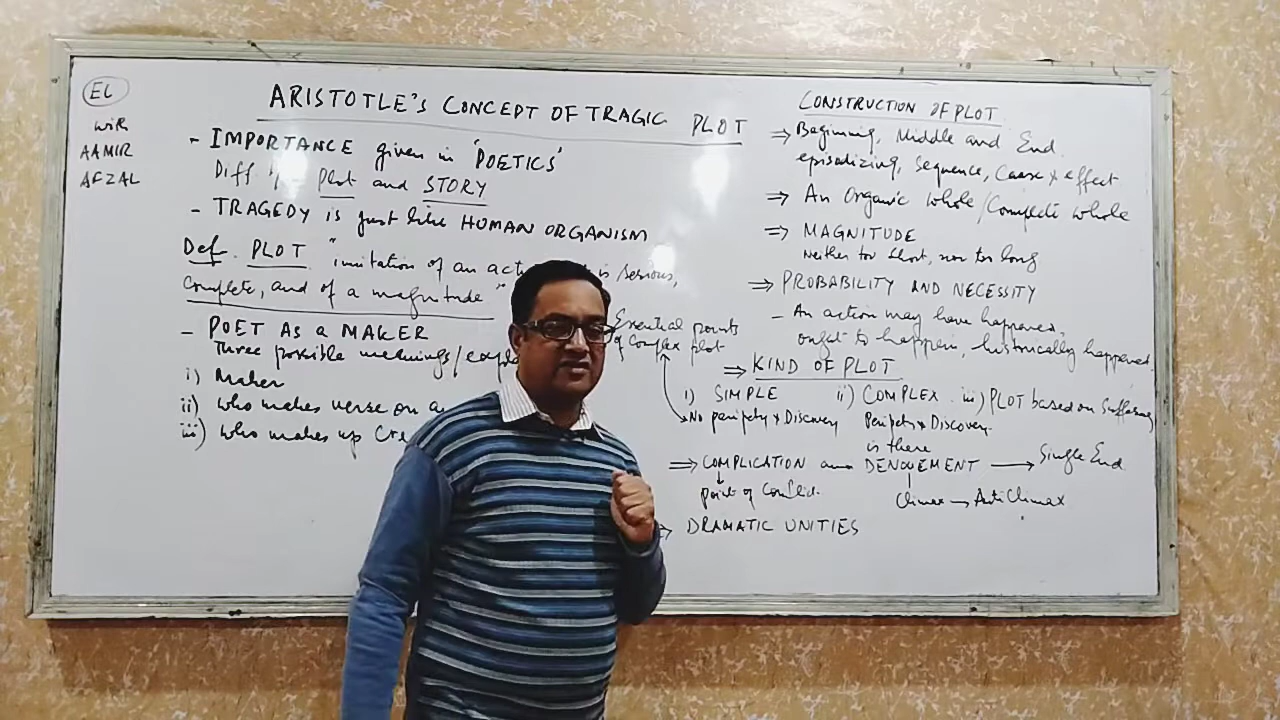 EL
WITH
AAMIR
AFZAL
ARISTOTLE'S CONCEPT OF TRAGIC PLOT
- IMPORTANCE given in 'POETICS'
Diff b/w Plot and STORY
- TRAGEDY is just like HUMAN ORGANISM
Def. PLOT "imitation of an is serious,
Complete, and of a magnitude"
- POET AS A MAKER
Three possible meanings/
i) Maker
ii) who makes verse on
iii) who makes up
CONSTRUCTION OF PLOT
⇒ Beginning, Middle and End
episodizing, Sequence, Cause & effect
⇒ An Organic whole/Complete whole
⇒ MAGNITUDE
Neither too short, nor too long
⇒ PROBABILITY AND NECESSITY
- An action may have happened,
ought to happen, historically happened.
Essential points
of Complex plot
⇒ KIND OF PLOT
i) SIMPLE ii) COMPLEX iii) PLOT based on Suffering
No peripety & Discovery Peripety & Discovery
is there
⇒ COMPLICATION and DENOUEMENT → Single End
point of Conflict.
Climax → AntiClimax
⇒ DRAMATIC UNITIES